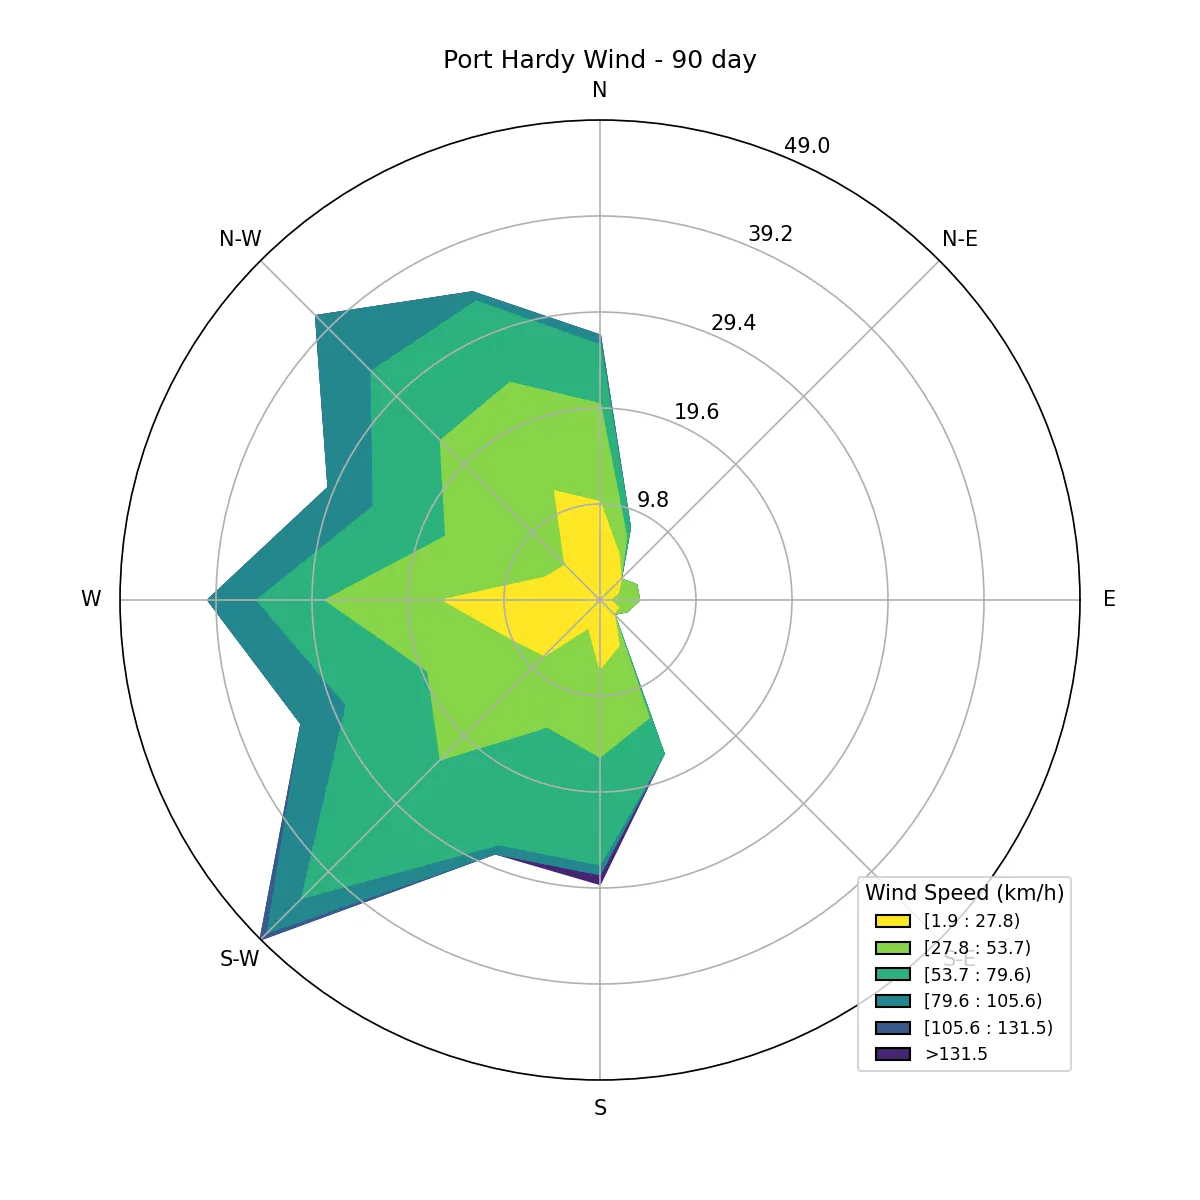 Port Hardy Wind - 90 day
N
49.0
N-W
39.2
N-E
29.4
19.6
9.8
W
E
Wind Speed (km/h)
[1.9 : 27.8)
[27.8 : 53.7)
S-W
S-E
[53.7 : 79.6)
[79.6 : 105.6)
[105.6 : 131.5)
>131.5
S